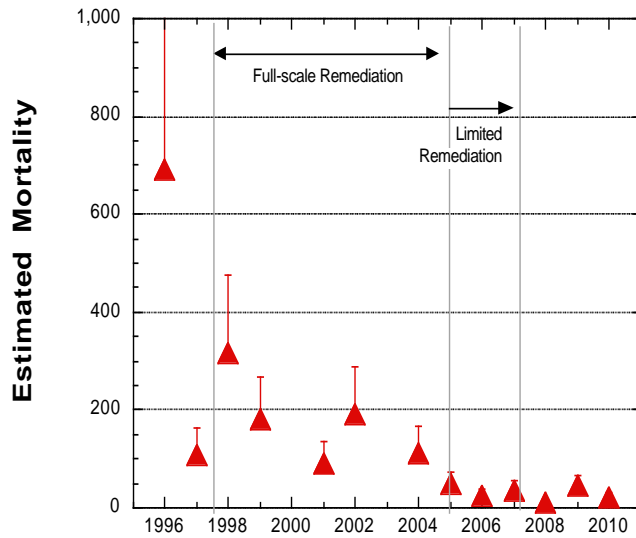 Estimated Mortality
1,000
800
600
400
200
0
Full-scale Remediation
Limited
Remediation
1996 1998 2000 2002 2004 2006 2008 2010